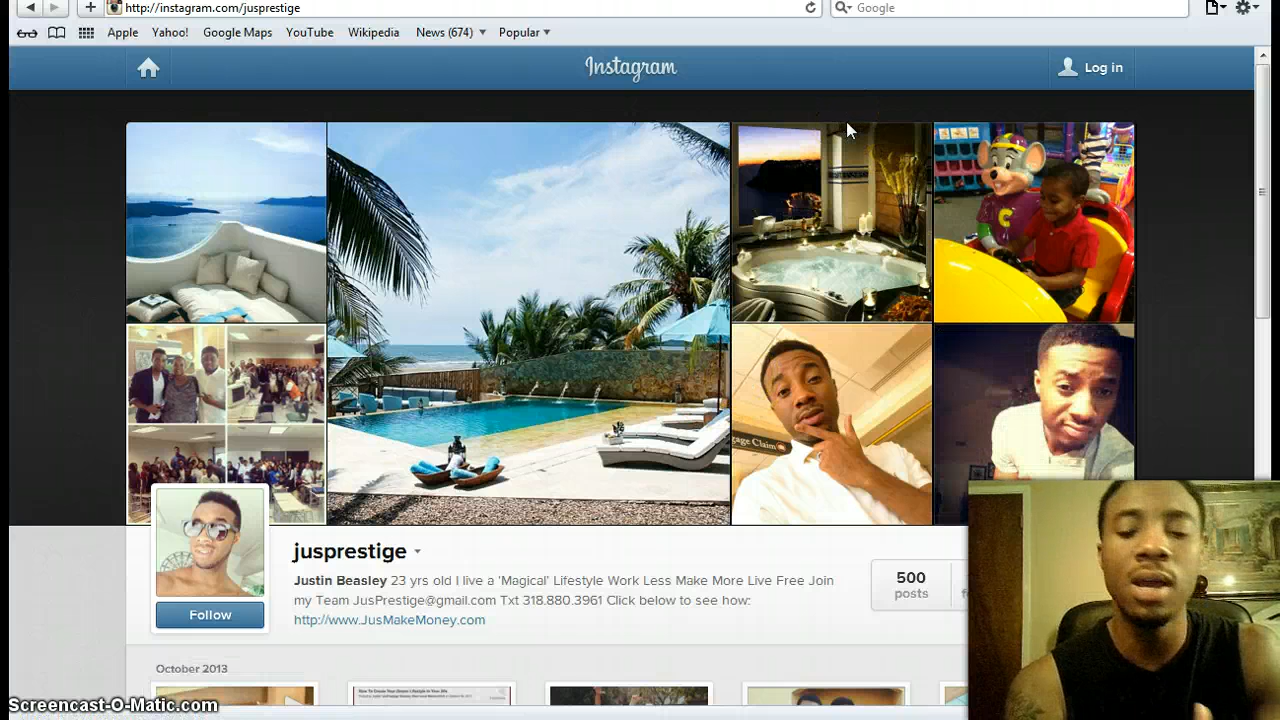 http://instagram.com/jusprestige
Google
Apple Yahoo! Google Maps YouTube Wikipedia News (674) Popular
Instagram
Log in
C
Claim
jusprestige
Justin Beasley 23 yrs old I live a 'Magical' Lifestyle Work Less Make More Live Free Join
my Team JusPrestige@gmail.com Txt 318.880.3961 Click below to see how:
http://www.JusMakeMoney.com
500
posts
Follow
October 2013
Screencast-O-Matic.com